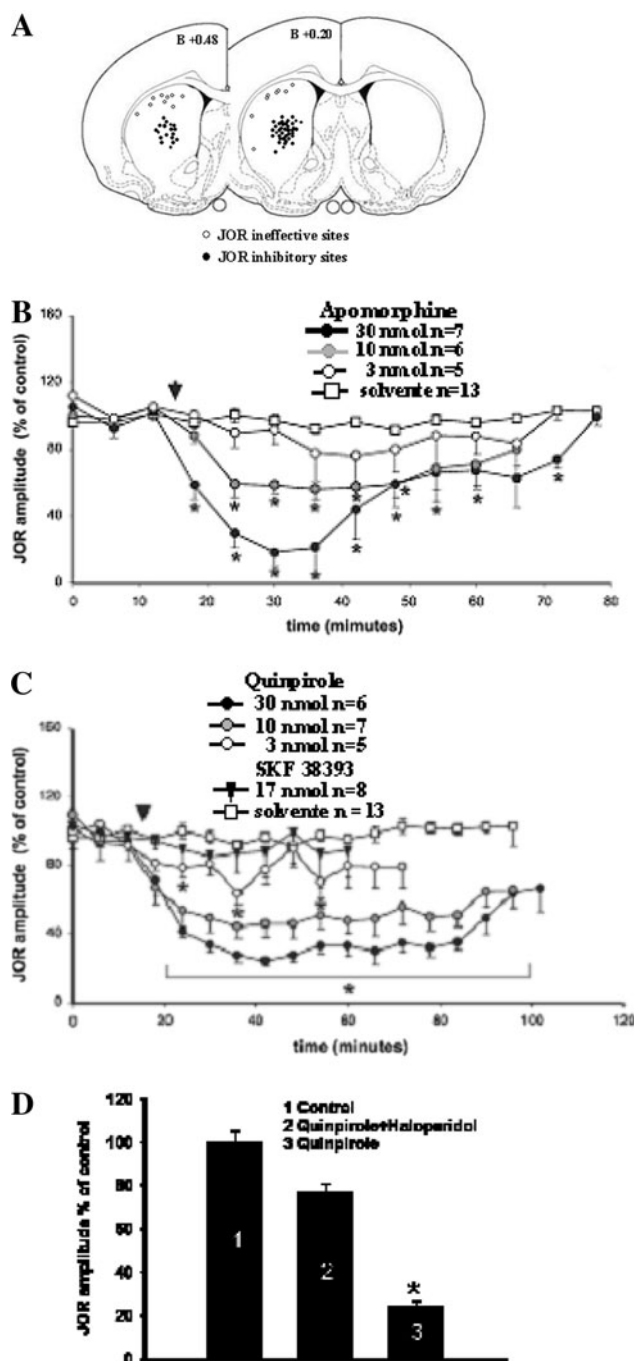 A
B +0.48
B +0.20
○ JOR ineffective sites
● JOR inhibitory sites
B
Apomorphine
30 nmol n=7
10 nmol n=6
3 nmol n=5
solvente n=13
JOR amplitude (% of control)
160
120
80
40
0
0 10 20 30 40 50 60 70 80
time (mimutes)
C
Quinpirole
30 nmol n=6
10 nmol n=7
3 nmol n=5
SKF 38393
17 nmol n=8
solvente n = 13
JOR amplitude (% of control)
160
120
80
40
0
0 20 40 60 80 100 120
time (minutes)
D
1 Control
2 Quinpirole+Haloperidol
3 Quinpirole
JOR amplitude % of control
120
100
80
60
40
20
0
1
2
3